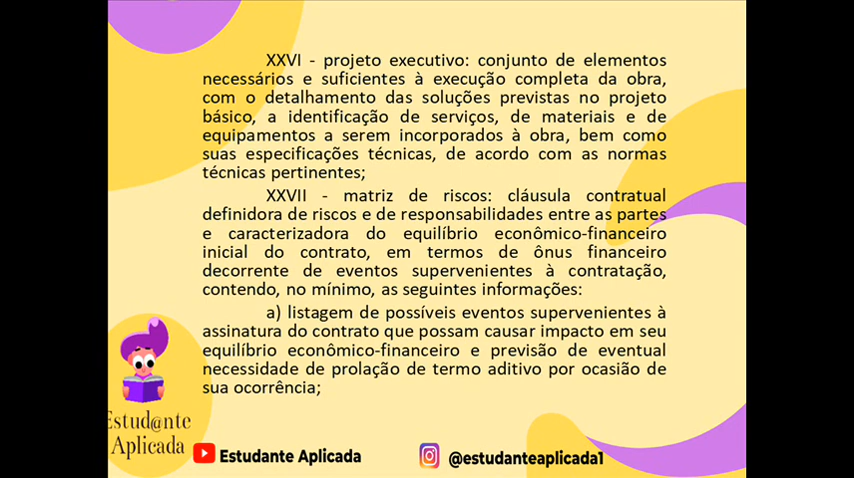 XXVI - projeto executivo: conjunto de elementos
necessários e suficientes à execução completa da obra,
com o detalhamento das soluções previstas no projeto
básico, a identificação de serviços, de materiais e de
equipamentos a serem incorporados à obra, bem como
suas especificações técnicas, de acordo com as normas
técnicas pertinentes;
XXVII - matriz de riscos: cláusula contratual
definidora de riscos e de responsabilidades entre as partes
e caracterizadora do equilíbrio econômico-financeiro
inicial do contrato, em termos de ônus financeiro
decorrente de eventos supervenientes à contratação,
contendo, no mínimo, as seguintes informações:
a) listagem de possíveis eventos supervenientes à
assinatura do contrato que possam causar impacto em seu
equilíbrio econômico-financeiro e previsão de eventual
necessidade de prolação de termo aditivo por ocasião de
sua ocorrência;
Estud@nte
Aplicada
Estudante Aplicada
@estudanteaplicada1